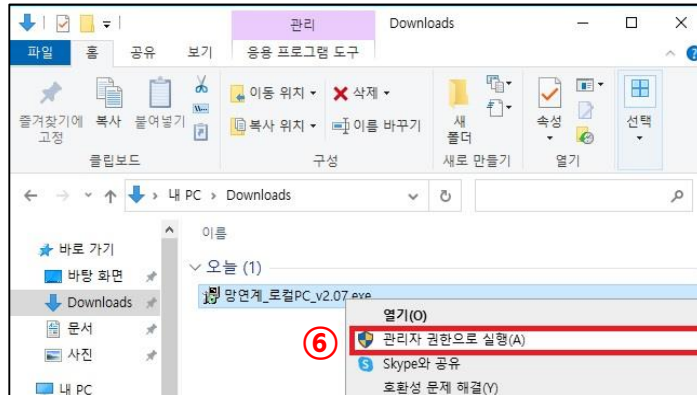 관리
Downloads
파일 홈 공유 보기 응용 프로그램 도구
즐겨찾기에 고정
복사
붙여넣기
이동 위치
복사 위치
삭제
이름 바꾸기
새 폴더
속성
선택
클립보드 구성 새로 만들기 열기
내 PC > Downloads
이름
바로 가기
오늘 (1)
바탕 화면
Downloads
망연계_로컬PC_v2.07.exe
문서
사진
내 PC
열기(O)
⑥ 관리자 권한으로 실행(A)
Skype와 공유
호환성 문제 해결(Y)